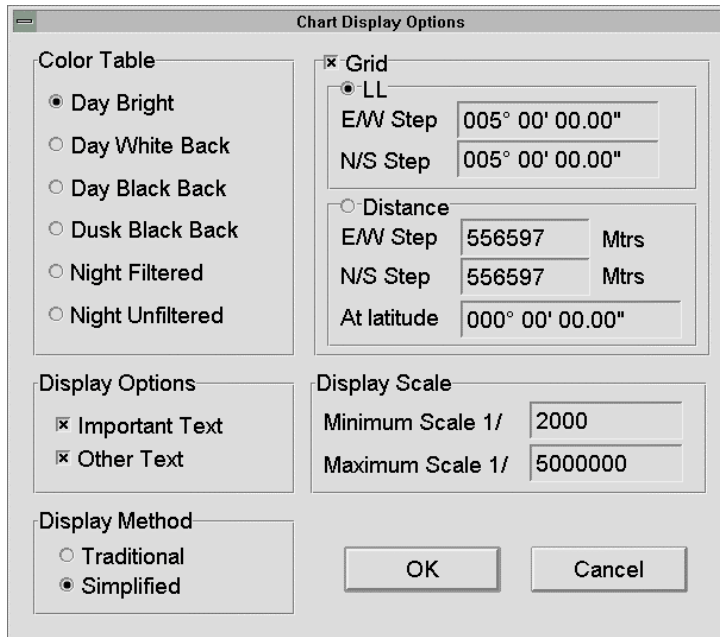 Chart Display Options
Color Table
Day Bright
Day White Back
Day Black Back
Dusk Black Back
Night Filtered
Night Unfiltered
Grid
LL
E/W Step 005° 00' 00.00"
N/S Step 005° 00' 00.00"
Distance
E/W Step 556597 Mtrs
N/S Step 556597 Mtrs
At latitude 000° 00' 00.00"
Display Options
Important Text
Other Text
Display Scale
Minimum Scale 1/ 2000
Maximum Scale 1/ 5000000
Display Method
Traditional
Simplified
OK
Cancel